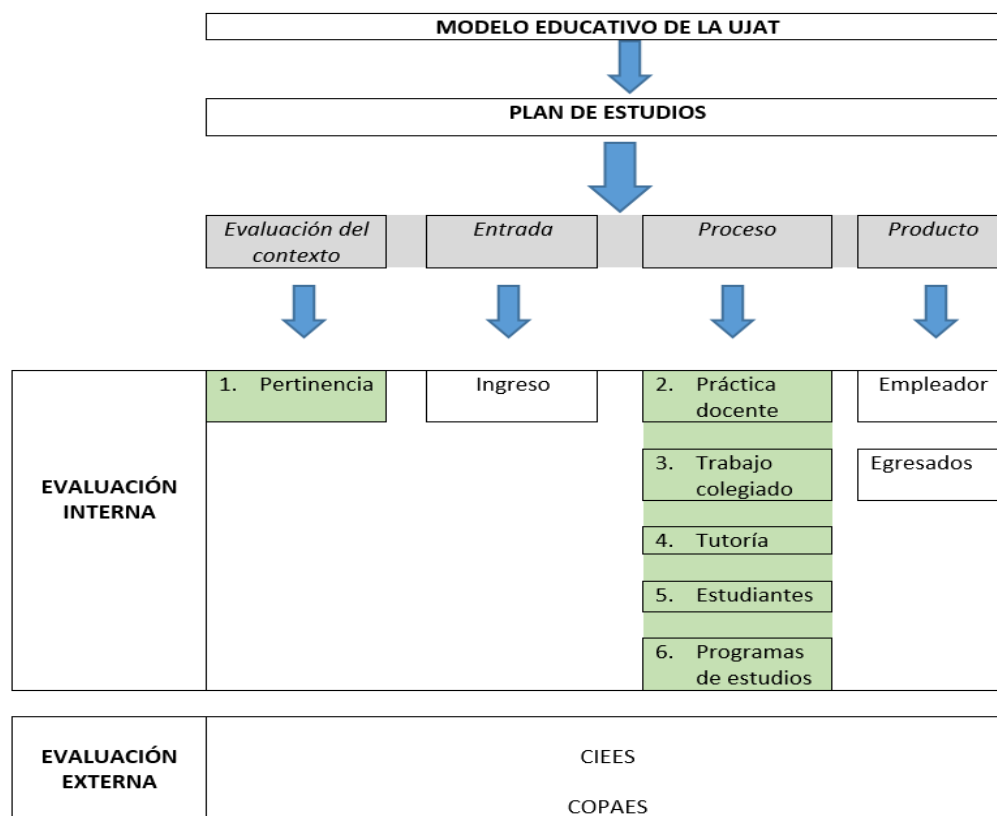 MODELO EDUCATIVO DE LA UJAT
PLAN DE ESTUDIOS
Evaluación del
contexto
Entrada
Proceso
Producto
EVALUACIÓN
INTERNA
1. Pertinencia
Ingreso
2. Práctica
docente
3. Trabajo
colegiado
4. Tutoría
5. Estudiantes
6. Programas
de estudios
Empleador
Egresados
EVALUACIÓN
EXTERNA
CIEES
COPAES